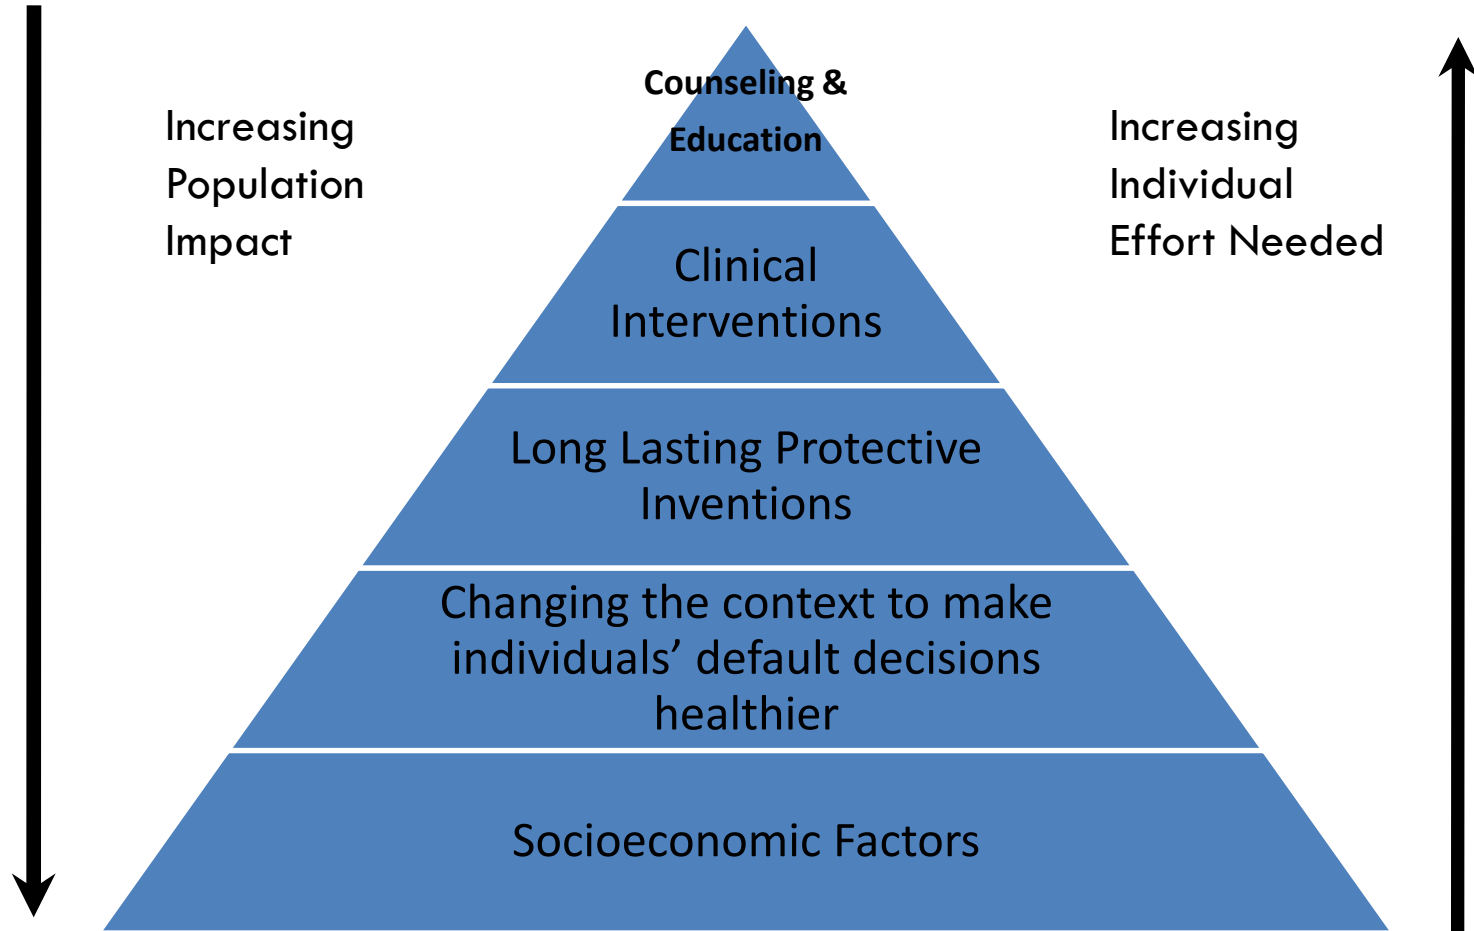 Counseling &
Education
Increasing
Population
Impact
Increasing
Individual
Effort Needed
Clinical
Interventions
Long Lasting Protective
Inventions
Changing the context to make
individuals’ default decisions
healthier
Socioeconomic Factors